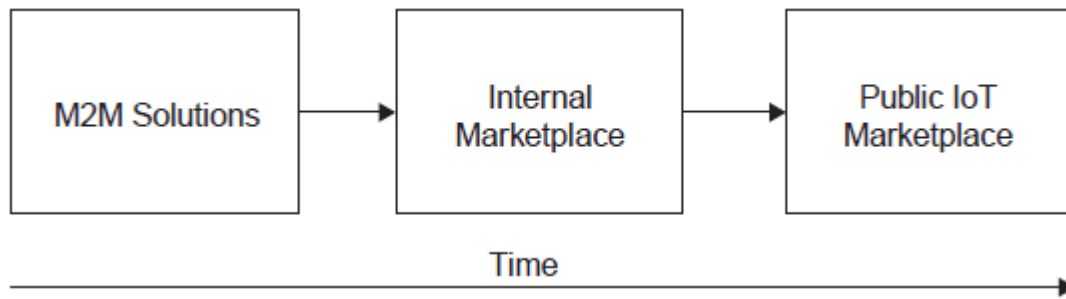 M2M Solutions
Internal
Marketplace
Public IoT
Marketplace
Time